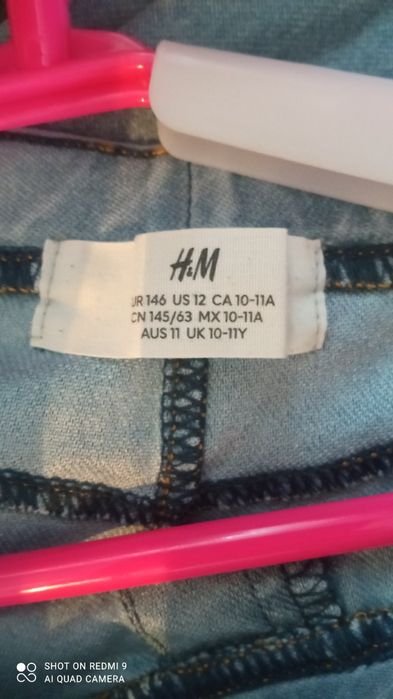 H&M
UR 146 US 12 CA 10-11A
CN 145/63 MX 10-11A
AUS 11 UK 10-11Y
SHOT ON REDMI 9
AI QUAD CAMERA